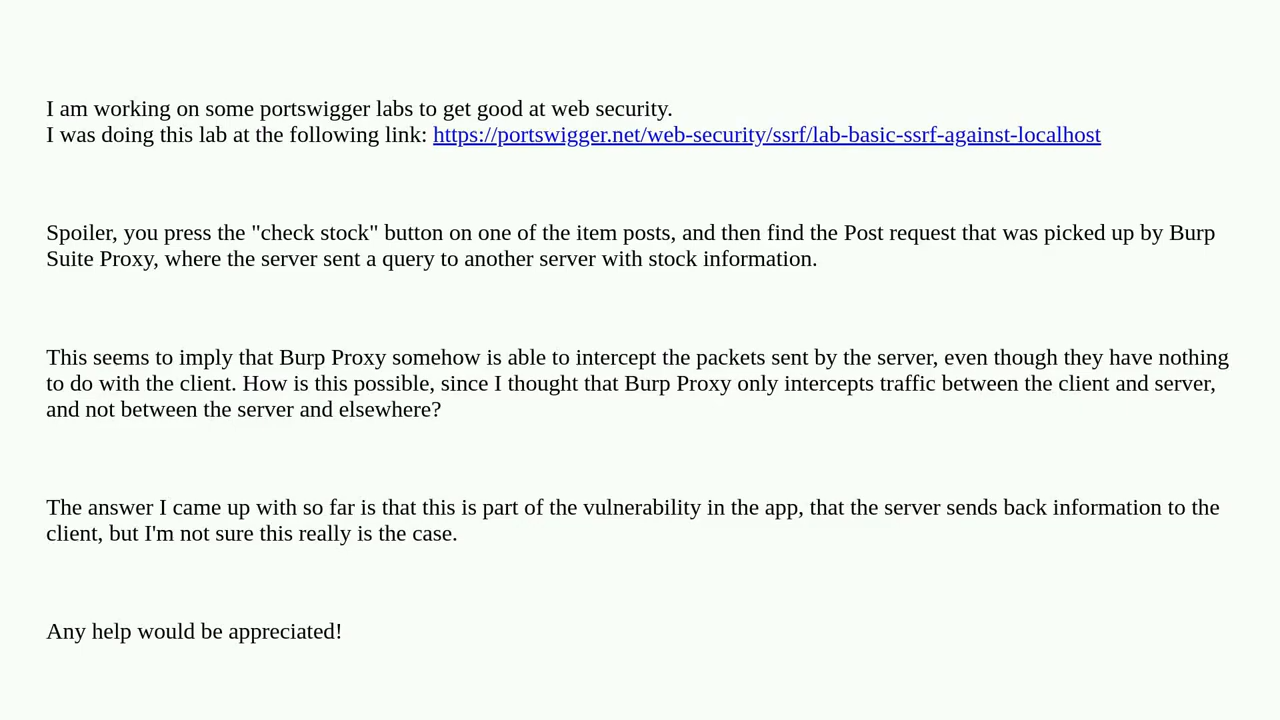 I am working on some portswigger labs to get good at web security.
I was doing this lab at the following link: https://portswigger.net/web-security/ssrf/lab-basic-ssrf-against-localhost
Spoiler, you press the "check stock" button on one of the item posts, and then find the Post request that was picked up by Burp
Suite Proxy, where the server sent a query to another server with stock information.
This seems to imply that Burp Proxy somehow is able to intercept the packets sent by the server, even though they have nothing
to do with the client. How is this possible, since I thought that Burp Proxy only intercepts traffic between the client and server,
and not between the server and elsewhere?
The answer I came up with so far is that this is part of the vulnerability in the app, that the server sends back information to the
client, but I'm not sure this really is the case.
Any help would be appreciated!